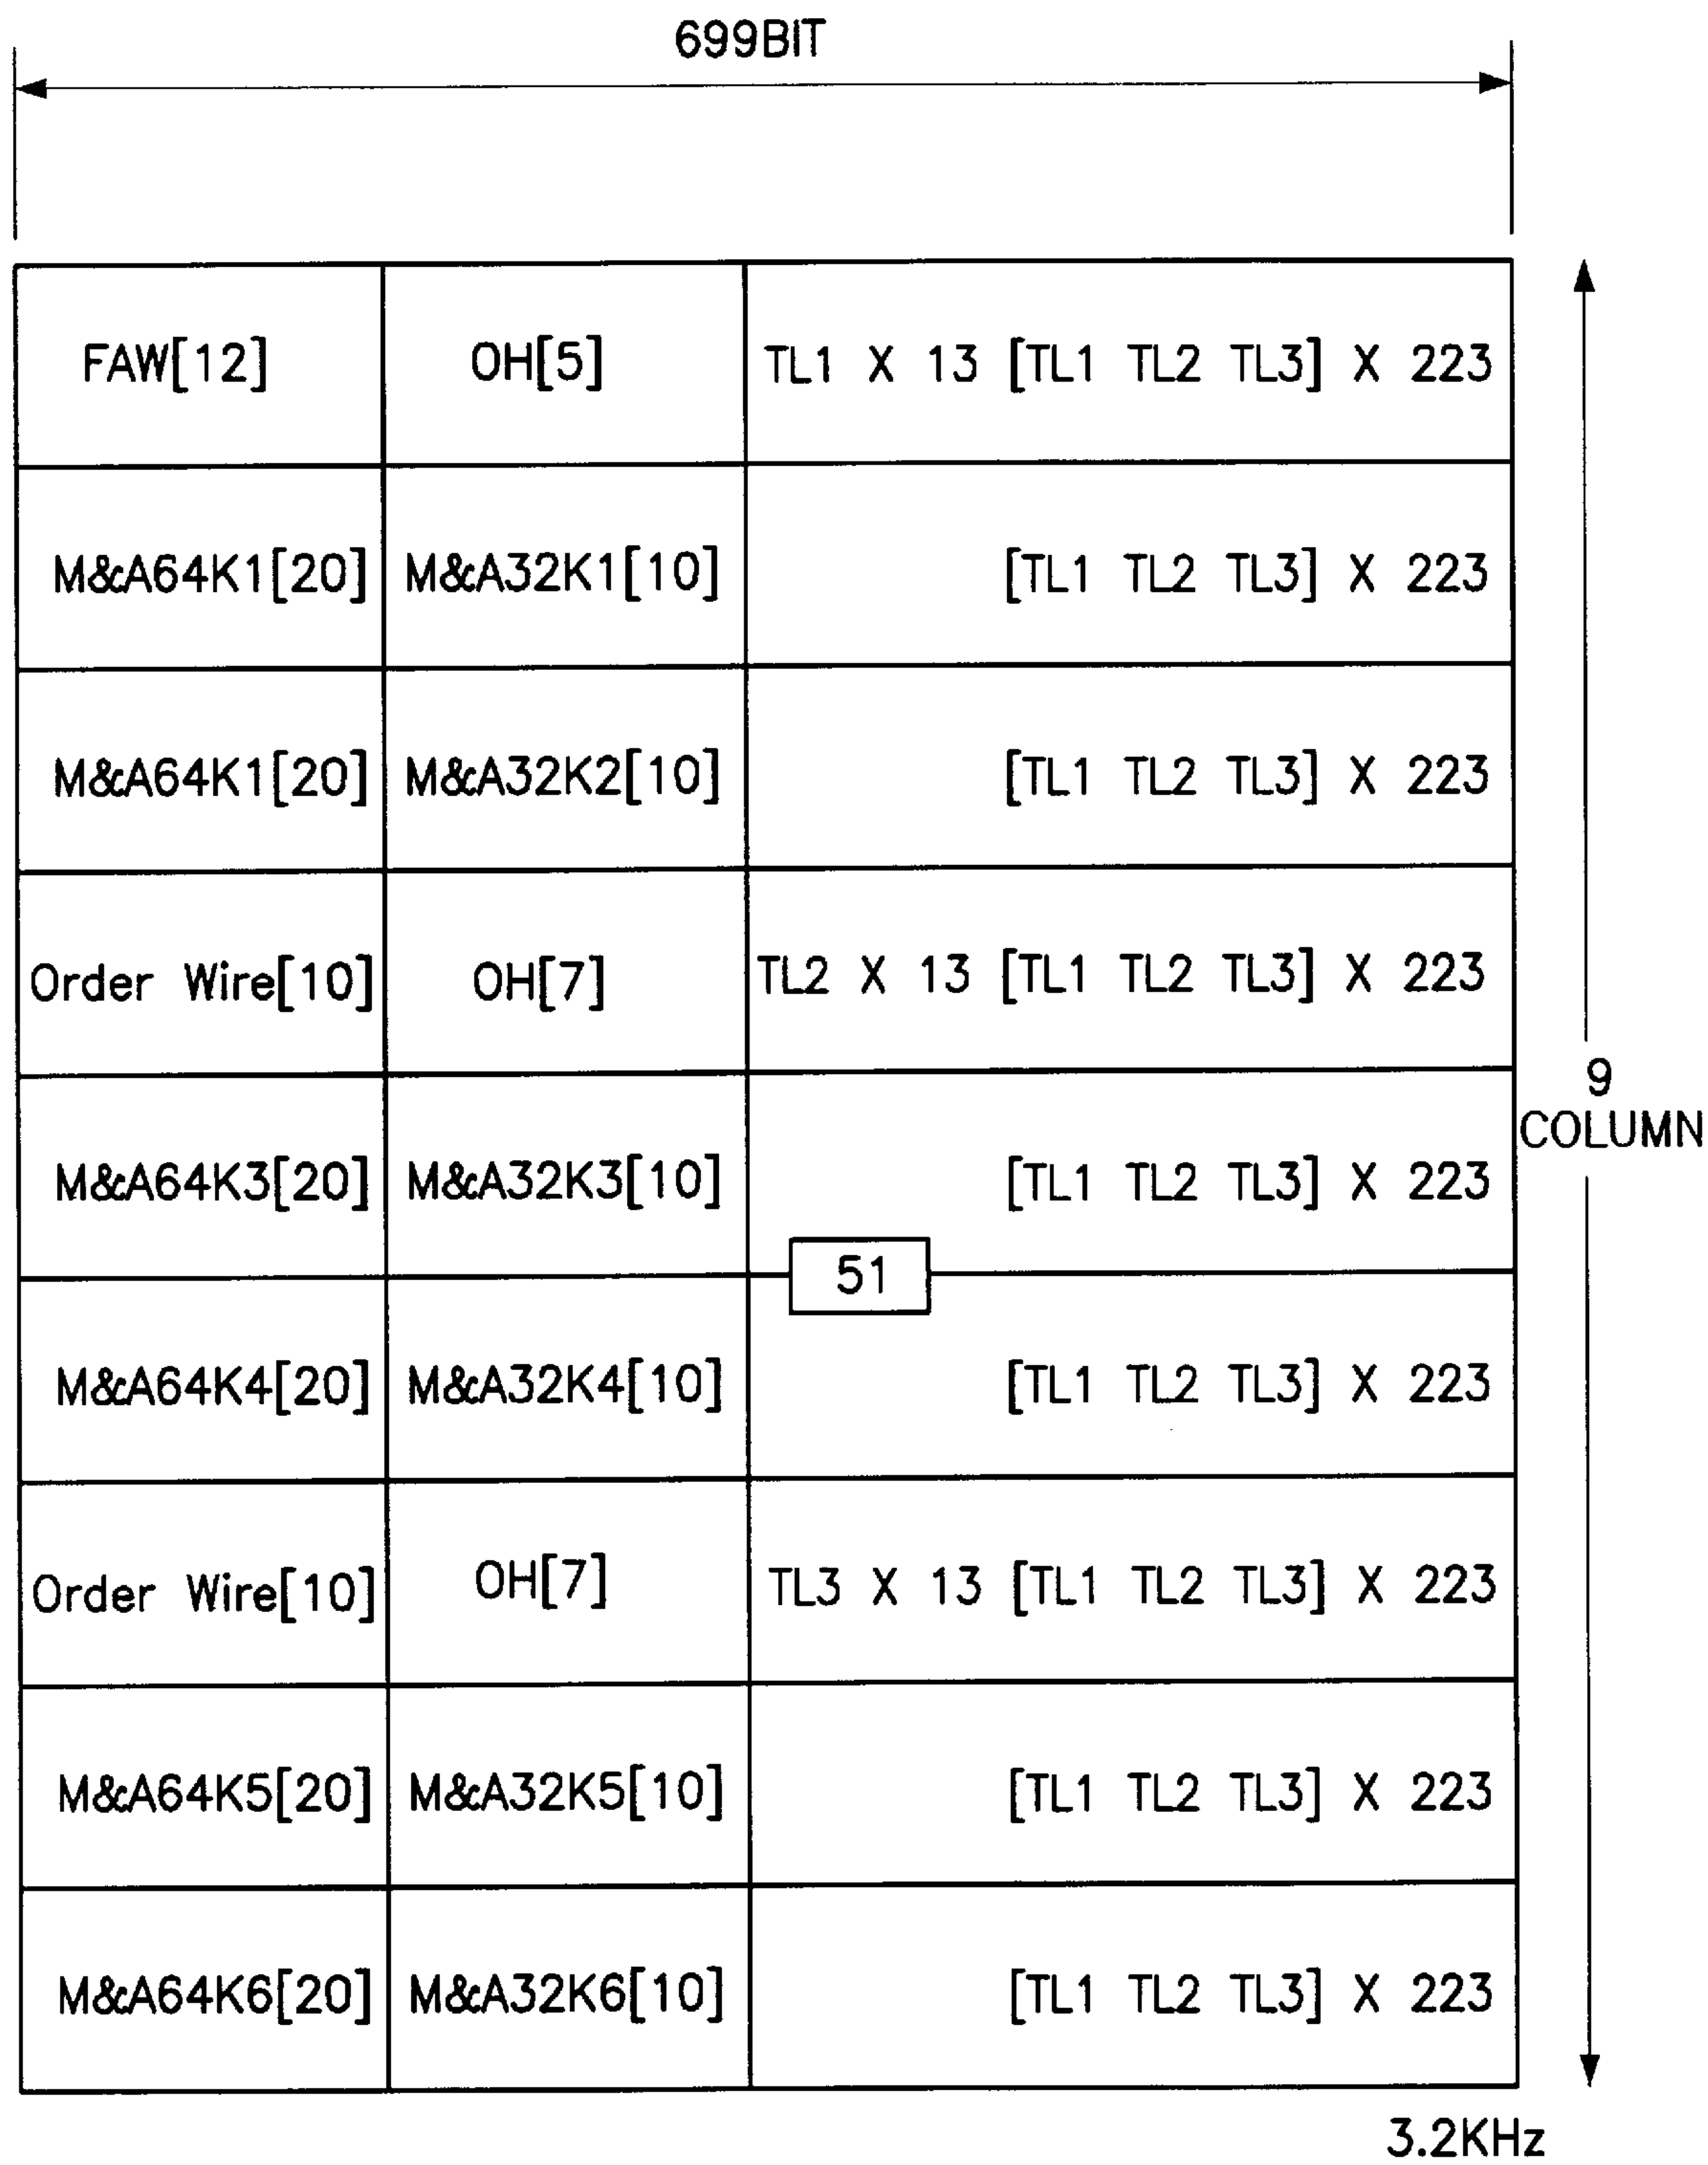 699BIT
FAW[12] OH[5] TL1 X 13 [TL1 TL2 TL3] X 223
M&A64K1[20] M&A32K1[10] [TL1 TL2 TL3] X 223
M&A64K1[20] M&A32K2[10] [TL1 TL2 TL3] X 223
Order Wire[10] OH[7] TL2 X 13 [TL1 TL2 TL3] X 223
9
COLUMN
M&A64K3[20] M&A32K3[10] [TL1 TL2 TL3] X 223
51
M&A64K4[20] M&A32K4[10] [TL1 TL2 TL3] X 223
Order Wire[10] OH[7] TL3 X 13 [TL1 TL2 TL3] X 223
M&A64K5[20] M&A32K5[10] [TL1 TL2 TL3] X 223
M&A64K6[20] M&A32K6[10] [TL1 TL2 TL3] X 223
3.2KHz